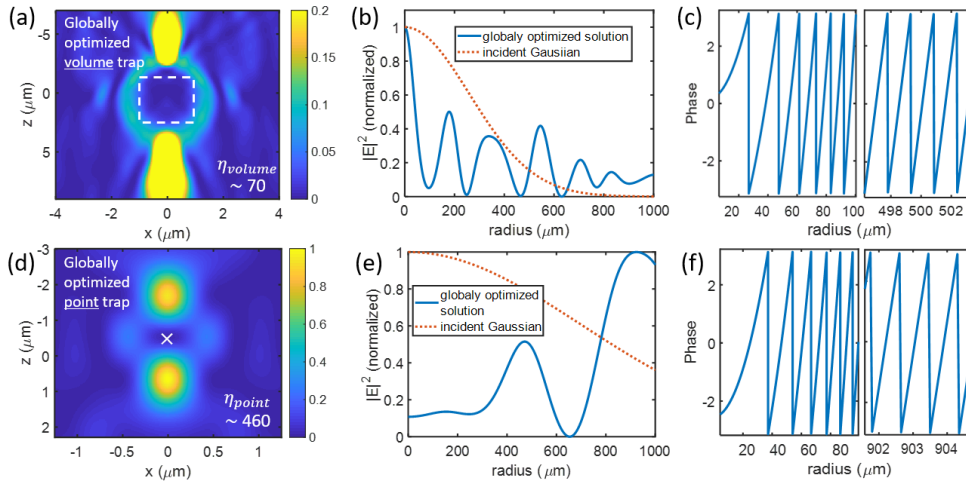 (a)
Globally
optimized
volume trap
η_volume
~ 70
-5
0
5
z (μm)
-4
-2
0
2
4
x (μm)
0.2
0.15
0.1
0.05
0
(b)
globaly optimized solution
incident Gausiian
1
0.8
0.6
0.4
0.2
0
|E|² (normalized)
0
200
400
600
800
1000
radius (μm)
(c)
2
0
-2
Phase
20
40
60
80
100
498
500
502
radius (μm)
(d)
Globally
optimized
point trap
η_point
~ 460
-3
-2
-1
0
1
2
z (μm)
-1
-0.5
0
0.5
1
x (μm)
1
0.8
0.6
0.4
0.2
0
(e)
globaly optimized
solution
incident Gaussian
1
0.8
0.6
0.4
0.2
0
|E|² (normalized)
0
200
400
600
800
1000
radius (μm)
(f)
2
0
-2
Phase
20
40
60
80
902
903
904
radius (μm)